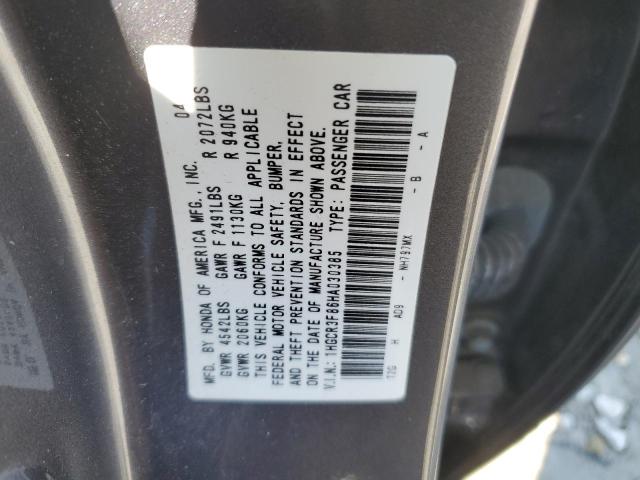 MFD. BY HONDA OF AMERICA MFG., INC. 04
GVWR 4542LBS GAWR F 2491LBS R 2072LBS
GVWR 2060KG GAWR F 1130KG R 940KG
THIS VEHICLE CONFORMS TO ALL APPLICABLE
FEDERAL MOTOR VEHICLE SAFETY, BUMPER,
AND THEFT PREVENTION STANDARDS IN EFFECT
ON THE DATE OF MANUFACTURE SHOWN ABOVE.
V.I.N.: 1HGCR3F86HA030385 TYPE: PASSENGER CAR
T2G H AD9 - NH797MX - B - A